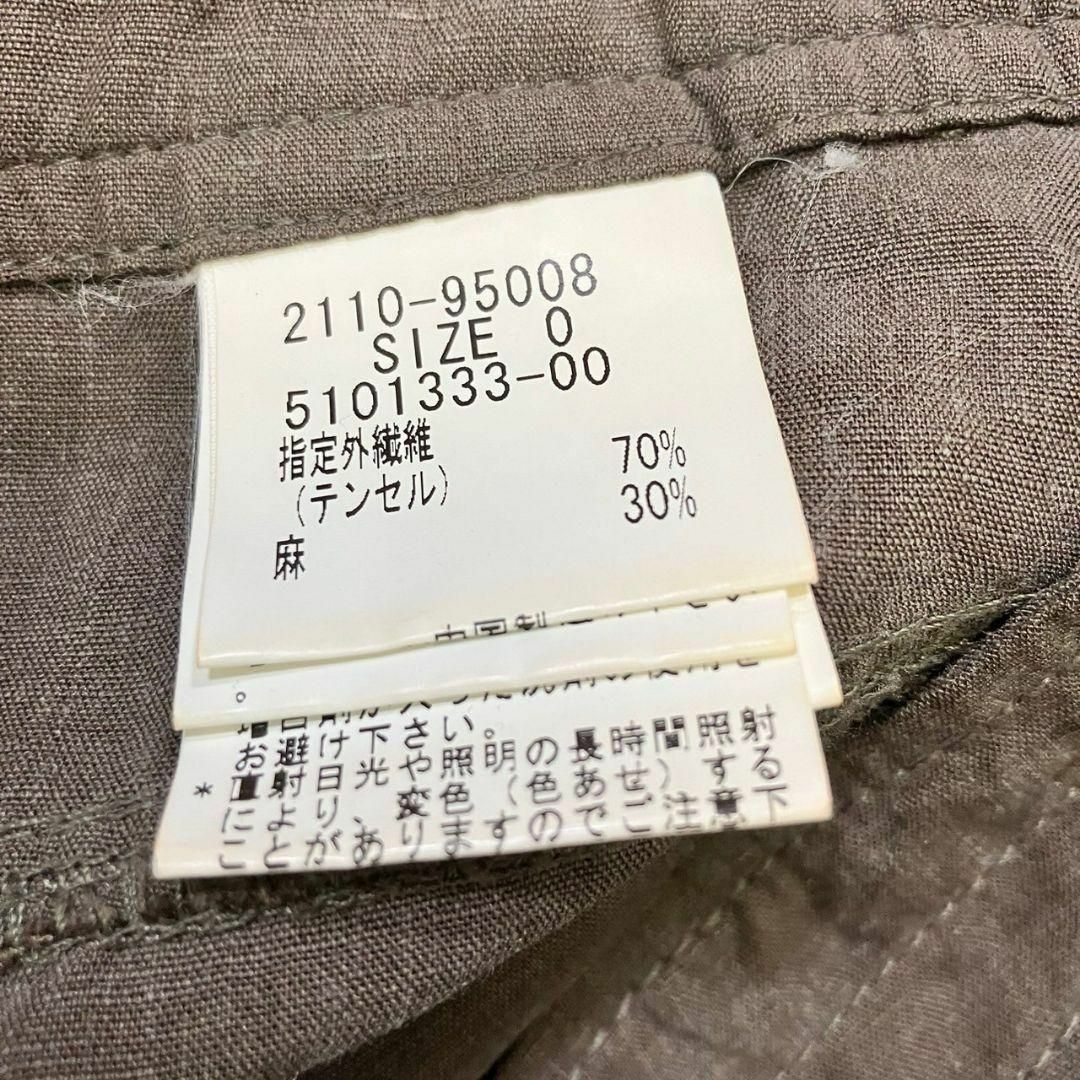 2110-95008
SIZE 0
5101333-00
指定外繊維 70%
(テンセル) 30%
麻
お避け下さい。
*直射日光や照明の長時間照射
により、変色(色あせ)する
ことがありますのでご注意下